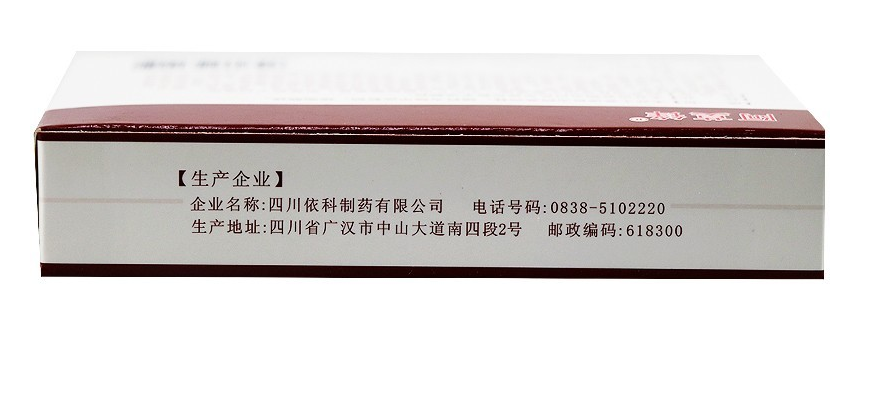 【生产企业】
企业名称:四川依科制药有限公司 电话号码:0838-5102220
生产地址:四川省广汉市中山大道南四段2号 邮政编码:618300